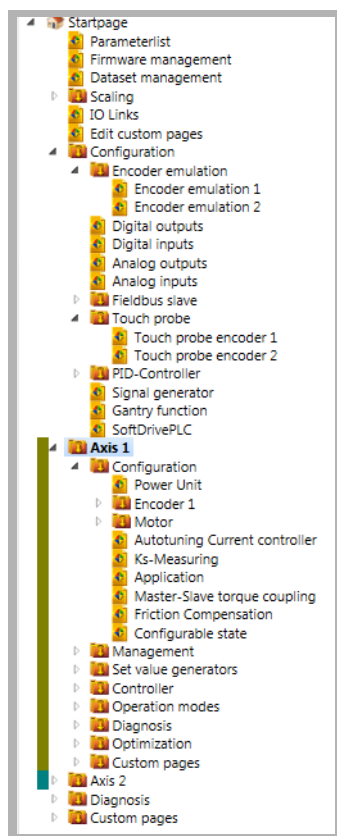 Startpage
Parameterlist
Firmware management
Dataset management
Scaling
IO Links
Edit custom pages
Configuration
Encoder emulation
Encoder emulation 1
Encoder emulation 2
Digital outputs
Digital inputs
Analog outputs
Analog inputs
Fieldbus slave
Touch probe
Touch probe encoder 1
Touch probe encoder 2
PID-Controller
Signal generator
Gantry function
SoftDrivePLC
Axis 1
Configuration
Power Unit
Encoder 1
Motor
Autotuning Current controller
Ks-Measuring
Application
Master-Slave torque coupling
Friction Compensation
Configurable state
Management
Set value generators
Controller
Operation modes
Diagnosis
Optimization
Custom pages
Axis 2
Diagnosis
Custom pages